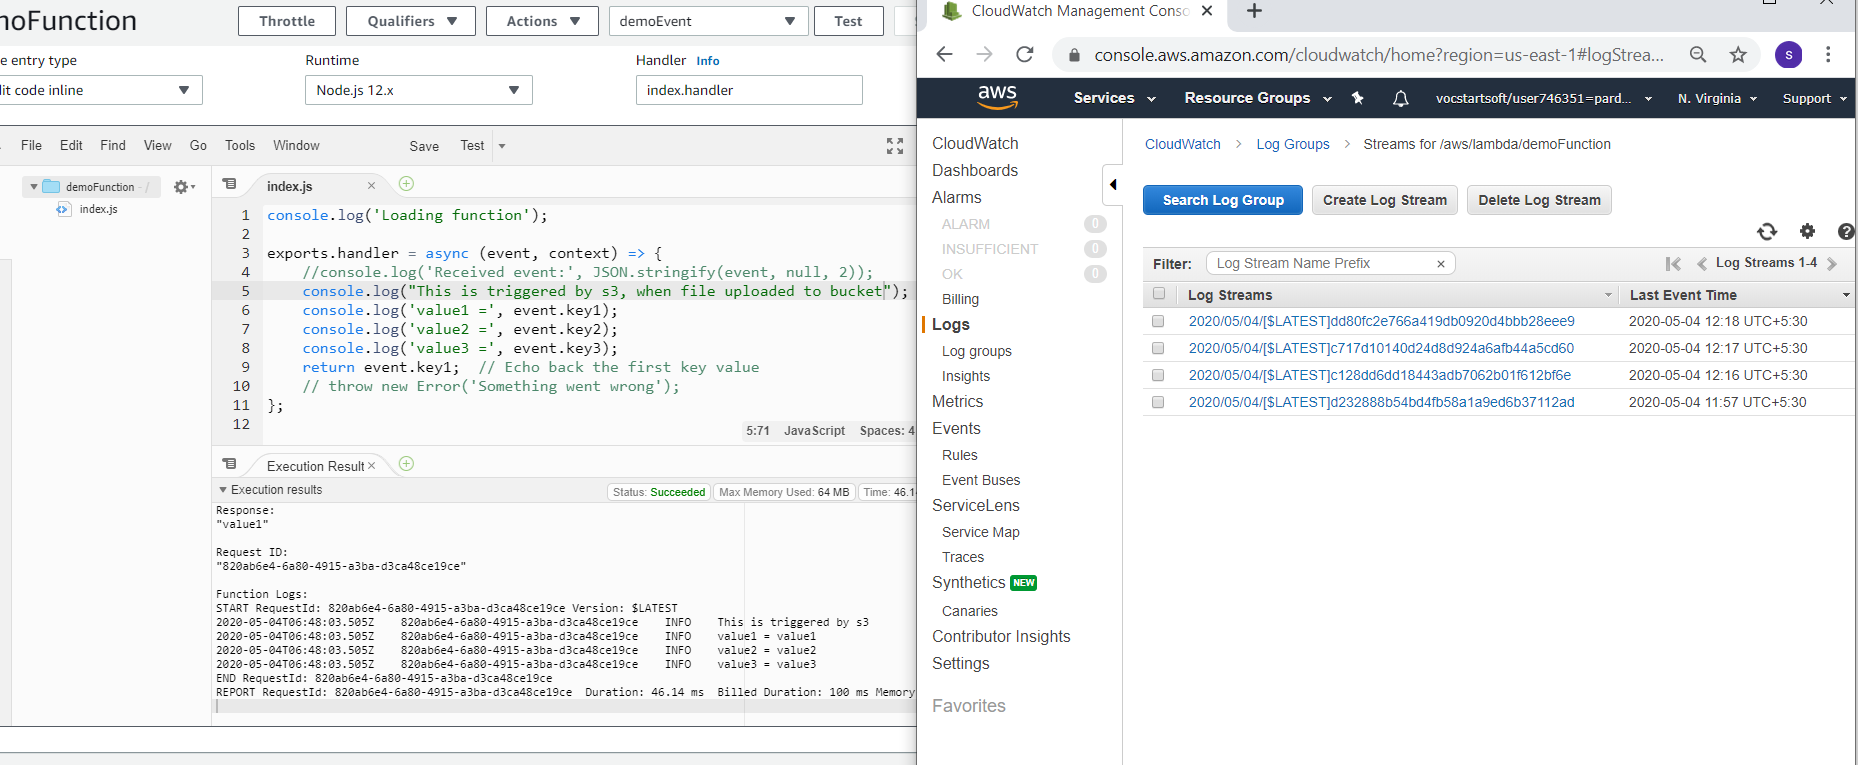 moFunction
Throttle
Qualifiers
Actions
demoEvent
Test
e entry type
Runtime
Handler Info
lit code inline
Node.js 12.x
index.handler
File Edit Find View Go Tools Window Save Test
demoFunction - /
index.js
index.js
1 console.log('Loading function');
2
3 exports.handler = async (event, context) => {
4 //console.log('Received event:', JSON.stringify(event, null, 2));
5 console.log("This is triggered by s3, when file uploaded to bucket");
6 console.log('value1 =', event.key1);
7 console.log('value2 =', event.key2);
8 console.log('value3 =', event.key3);
9 return event.key1; // Echo back the first key value
10 // throw new Error('Something went wrong');
11 };
12
5:71 JavaScript Spaces: 4
Execution Result
Execution results
Status: Succeeded Max Memory Used: 64 MB Time: 46.1
Response:
"value1"
Request ID:
"820ab6e4-6a80-4915-a3ba-d3ca48ce19ce"
Function Logs:
START RequestId: 820ab6e4-6a80-4915-a3ba-d3ca48ce19ce Version: $LATEST
2020-05-04T06:48:03.505Z 820ab6e4-6a80-4915-a3ba-d3ca48ce19ce INFO This is triggered by s3
2020-05-04T06:48:03.505Z 820ab6e4-6a80-4915-a3ba-d3ca48ce19ce INFO value1 = value1
2020-05-04T06:48:03.505Z 820ab6e4-6a80-4915-a3ba-d3ca48ce19ce INFO value2 = value2
2020-05-04T06:48:03.505Z 820ab6e4-6a80-4915-a3ba-d3ca48ce19ce INFO value3 = value3
END RequestId: 820ab6e4-6a80-4915-a3ba-d3ca48ce19ce
REPORT RequestId: 820ab6e4-6a80-4915-a3ba-d3ca48ce19ce Duration: 46.14 ms Billed Duration: 100 ms Memory
CloudWatch Management Conso
console.aws.amazon.com/cloudwatch/home?region=us-east-1#logStrea...
s
aws
Services
Resource Groups
vocstartsoft/user746351=pard...
N. Virginia
Support
CloudWatch
Dashboards
Alarms
ALARM 0
INSUFFICIENT 0
OK 0
Billing
Logs
Log groups
Insights
Metrics
Events
Rules
Event Buses
ServiceLens
Service Map
Traces
Synthetics NEW
Canaries
Contributor Insights
Settings
Favorites
CloudWatch > Log Groups > Streams for /aws/lambda/demoFunction
Search Log Group
Create Log Stream
Delete Log Stream
Filter: Log Stream Name Prefix
Log Streams 1-4
Log Streams Last Event Time
2020/05/04/[$LATEST]dd80fc2e766a419db0920d4bbb28eee9 2020-05-04 12:18 UTC+5:30
2020/05/04/[$LATEST]c717d10140d24d8d924a6afb44a5cd60 2020-05-04 12:17 UTC+5:30
2020/05/04/[$LATEST]c128dd6dd18443adb7062b01f612bf6e 2020-05-04 12:16 UTC+5:30
2020/05/04/[$LATEST]d232888b54bd4fb58a1a9ed6b37112ad 2020-05-04 11:57 UTC+5:30